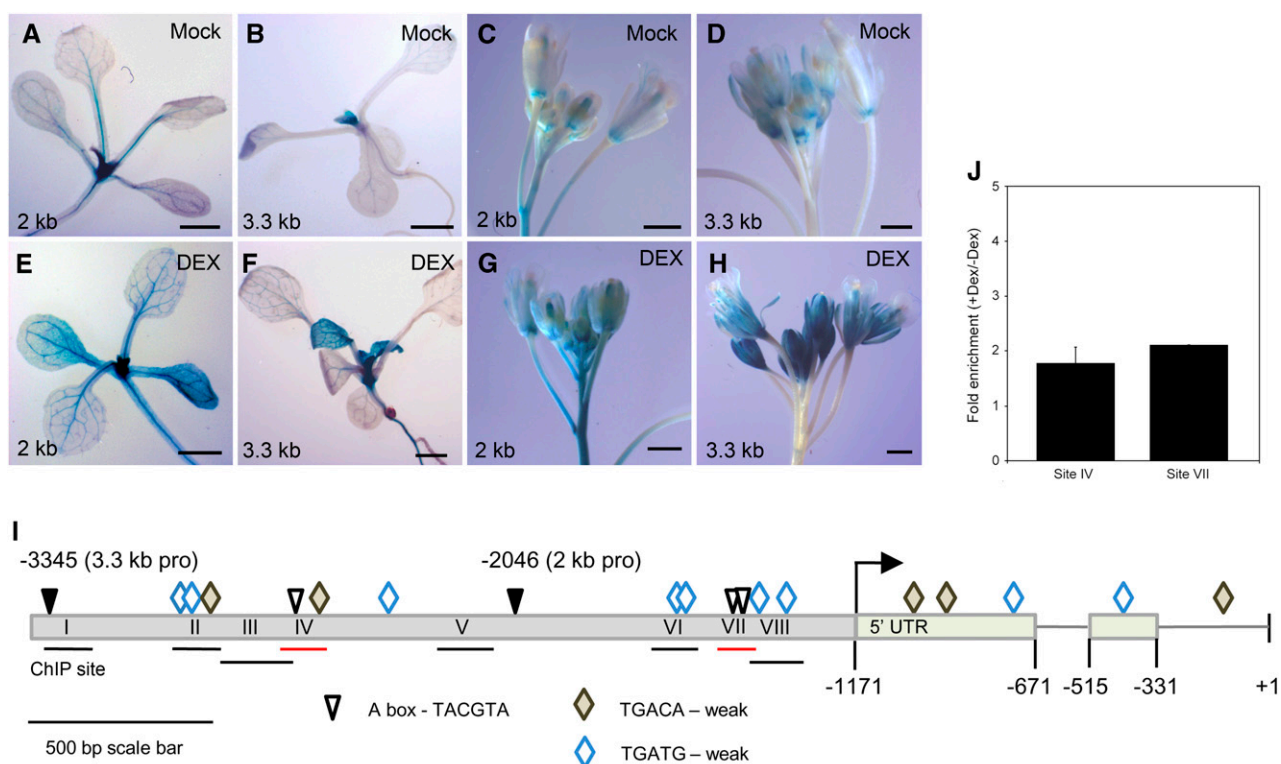 A Mock
B Mock
C Mock
D Mock
2 kb
3.3 kb
2 kb
3.3 kb
E DEX
F DEX
G DEX
H DEX
2 kb
3.3 kb
2 kb
3.3 kb
J
Fold enrichment (+Dex/-Dex)
5
4
3
2
1
0
Site IV
Site VII
I
-3345 (3.3 kb pro)
-2046 (2 kb pro)
I II III IV V VI VII VIII 5' UTR
ChIP site
-1171 -671 -515 -331 +1
A box - TACGTA
TGACA – weak
500 bp scale bar
TGATG – weak